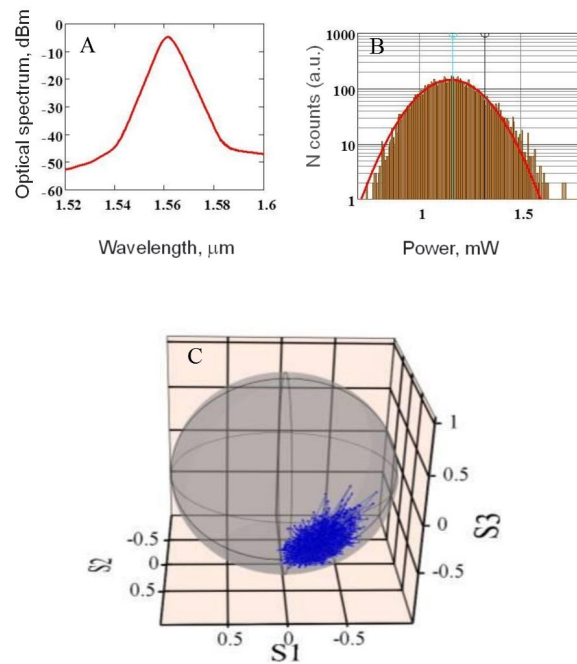 A
Optical spectrum, dBm
0
-10
-20
-30
-40
-50
-60
1.52
1.54
1.56
1.58
1.6
Wavelength, μm
B
N counts (a.u.)
1000
100
10
1
1
1.5
Power, mW
C
1
0.5
0
-0.5
S3
-0.5
0
0.5
S2
0.5
0
-0.5
S1